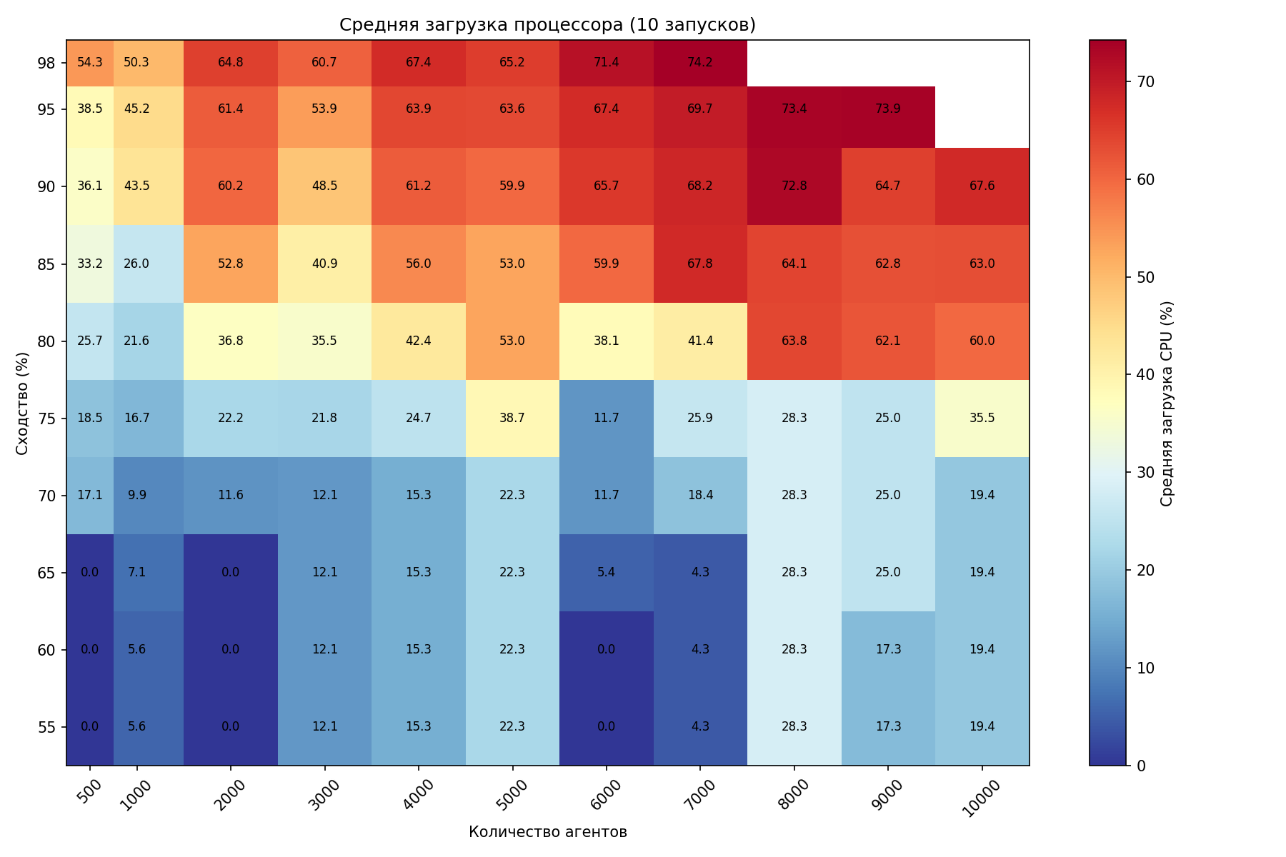 Средняя загрузка процессора (10 запусков)
98 54.3 50.3 64.8 60.7 67.4 65.2 71.4 74.2
95 38.5 45.2 61.4 53.9 63.9 63.6 67.4 69.7 73.4 73.9
90 36.1 43.5 60.2 48.5 61.2 59.9 65.7 68.2 72.8 64.7 67.6
85 33.2 26.0 52.8 40.9 56.0 53.0 59.9 67.8 64.1 62.8 63.0
80 25.7 21.6 36.8 35.5 42.4 53.0 38.1 41.4 63.8 62.1 60.0
75 18.5 16.7 22.2 21.8 24.7 38.7 11.7 25.9 28.3 25.0 35.5
70 17.1 9.9 11.6 12.1 15.3 22.3 11.7 18.4 28.3 25.0 19.4
65 0.0 7.1 0.0 12.1 15.3 22.3 5.4 4.3 28.3 25.0 19.4
60 0.0 5.6 0.0 12.1 15.3 22.3 0.0 4.3 28.3 17.3 19.4
55 0.0 5.6 0.0 12.1 15.3 22.3 0.0 4.3 28.3 17.3 19.4
500 1000 2000 3000 4000 5000 6000 7000 8000 9000 10000
Количество агентов
Сходство (%)
70
60
50
40
30
20
10
0
Средняя загрузка CPU (%)